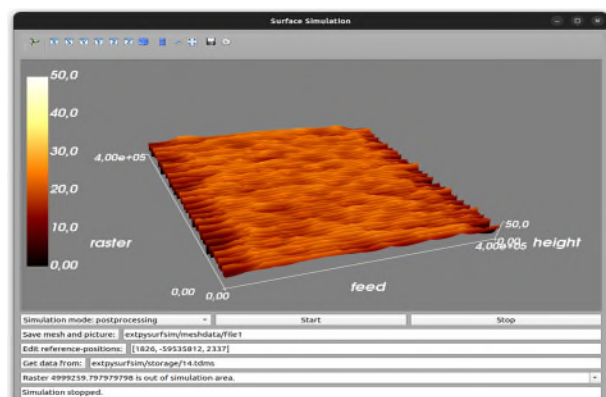 Surface Simulation
50,0
40,0
30,0
20,0
10,0
0,00
4,00e+05
raster
0,00
0,00
feed
50,0
0,00
4,00e+05
height
Simulation mode: postprocessing
Start
Stop
Save mesh and picture:
extpysurfsim/meshdata/File1
Edit reference-positions:
[1826, -59535812, 2337]
Get data from:
extpysurfsim/storage/14.tdms
Raster 4999259.797979798 is out of simulation area.
Simulation stopped.